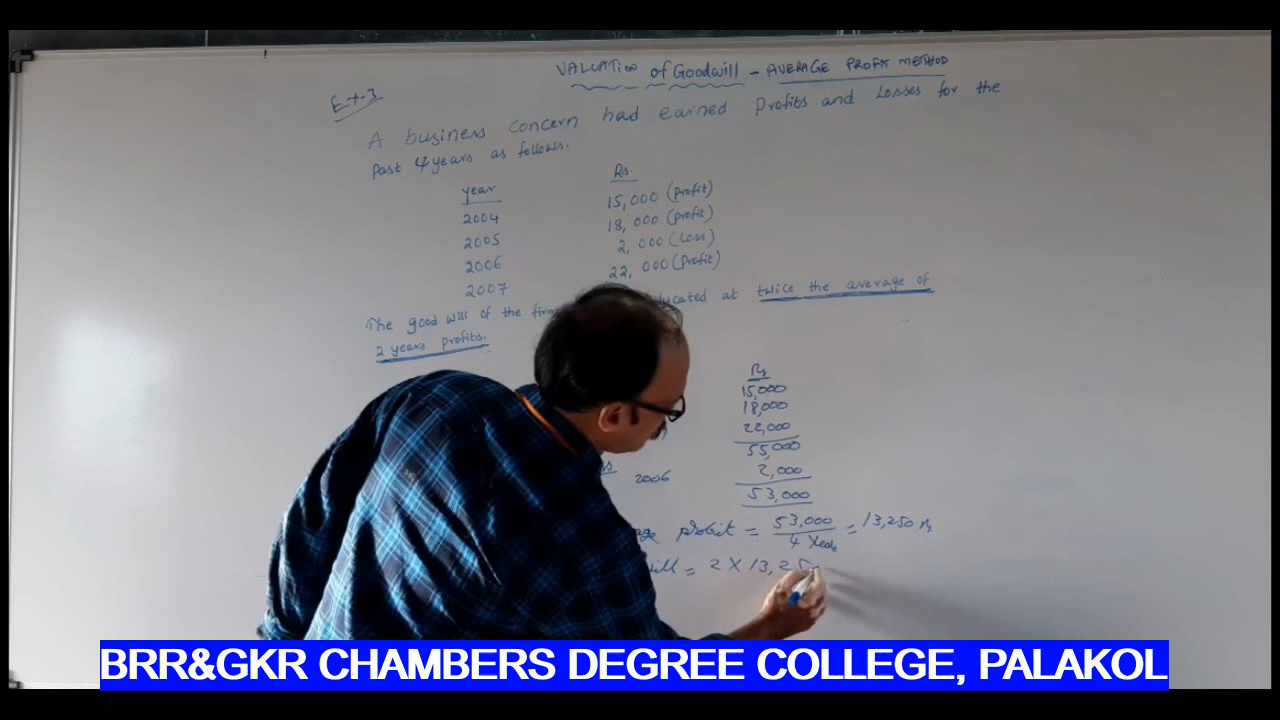 VALUATION of Goodwill - AVERAGE PROFIT METHOD
Ex-3
A business concern had earned Profits and Losses for the
Past 4 years as follows.
year Rs.
2004 15,000 (profit)
2005 18,000 (profit)
2006 2,000 (Loss)
2007 22,000 (Profit)
The good will of the firm at twice the average of
2 years profits.
Rs
15,000
18,000
22,000
55,000
2006 2,000
53,000
profit = 53,000 / 4 Years = 13,250 Rs
= 2 X 13,25
BRR&GKR CHAMBERS DEGREE COLLEGE, PALAKOL